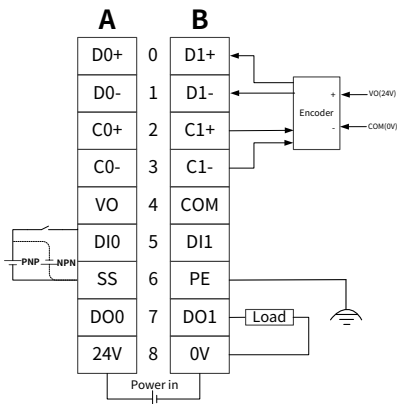 A B
D0+ 0 D1+
D0- 1 D1-
C0+ 2 C1+
C0- 3 C1-
VO 4 COM
DI0 5 DI1
SS 6 PE
DO0 7 DO1
24V 8 0V
PNP NPN
+ VO(24V)
Encoder
- COM(0V)
Load
Power in